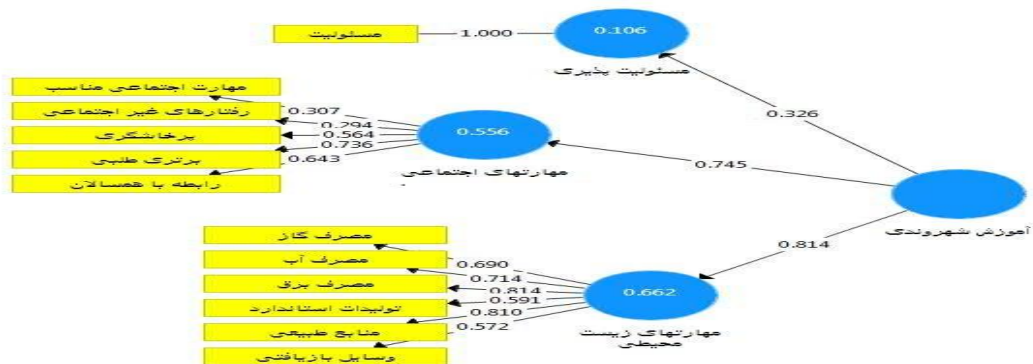 مسئولیت
1.000
0.106
مسئولیت پذیری
0.326
مهارت اجتماعی مناسب
رفتارهای غیر اجتماعی
پرخاشگری
برتری طلبی
رابطه با همسالان
0.307
0.294
0.564
0.736
0.643
0.556
مهارتهای اجتماعی
0.745
آموزش شهروندی
0.814
مصرف گاز
مصرف آب
مصرف برق
تولیدات استاندارد
منابع طبیعی
وسایل بازیافتی
0.690
0.714
0.814
0.591
0.810
0.572
0.662
مهارتهای زیست
محیطی